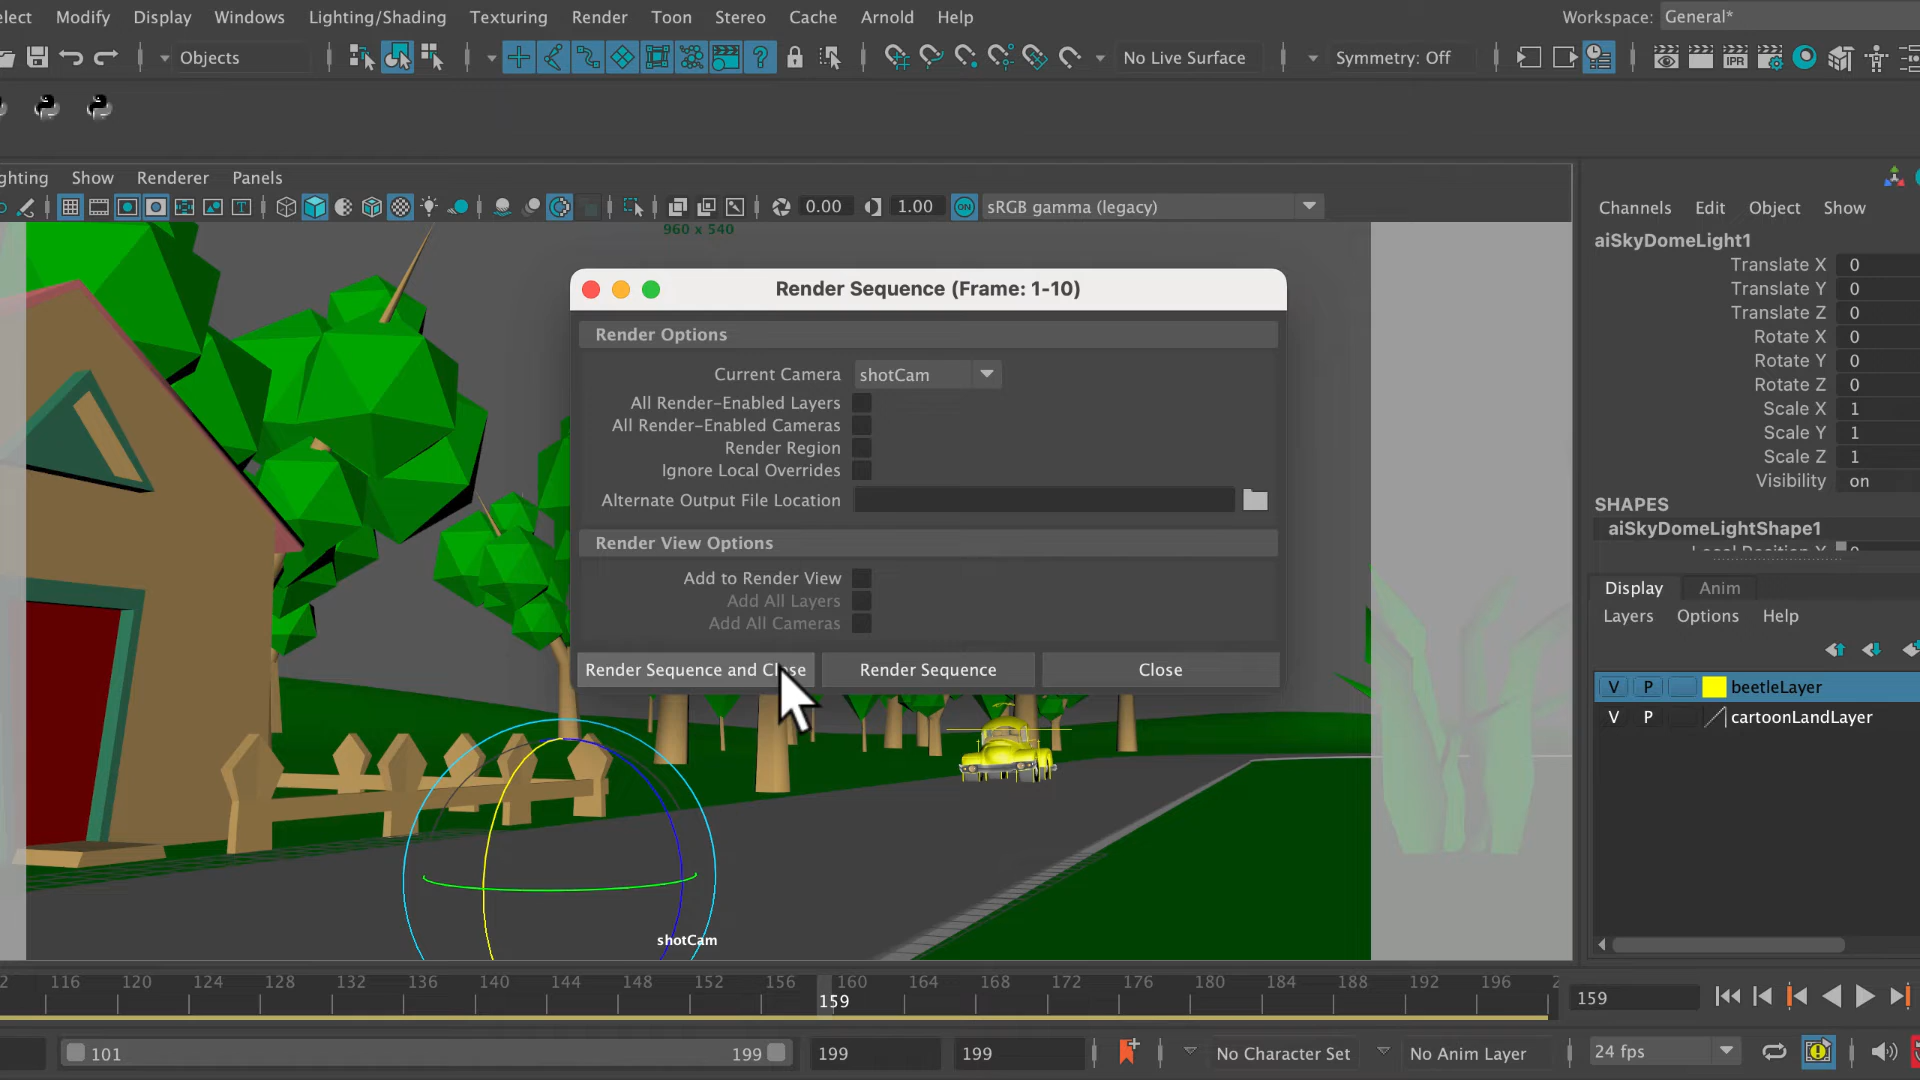 Modify Display Windows Lighting/Shading Texturing Render Toon Stereo Cache Arnold Help Workspace: General*
Objects No Live Surface Symmetry: Off IPR
Show Renderer Panels
0.00 1.00 ON sRGB gamma (legacy)
960 x 540
Render Sequence (Frame: 1-10)
Render Options
Current Camera shotCam
All Render-Enabled Layers
All Render-Enabled Cameras
Render Region
Ignore Local Overrides
Alternate Output File Location
Render View Options
Add to Render View
Add All Layers
Add All Cameras
Render Sequence and Close Render Sequence Close
shotCam
Channels Edit Object Show
aiSkyDomeLight1
Translate X 0
Translate Y 0
Translate Z 0
Rotate X 0
Rotate Y 0
Rotate Z 0
Scale X 1
Scale Y 1
Scale Z 1
Visibility on
SHAPES
aiSkyDomeLightShape1
Display Anim
Layers Options Help
V P beetleLayer
V P cartoonLandLayer
116 120 124 128 132 136 140 144 148 152 156 160 164 168 172 176 180 184 188 192 196
159 159
101 199 199 199 No Character Set No Anim Layer 24 fps